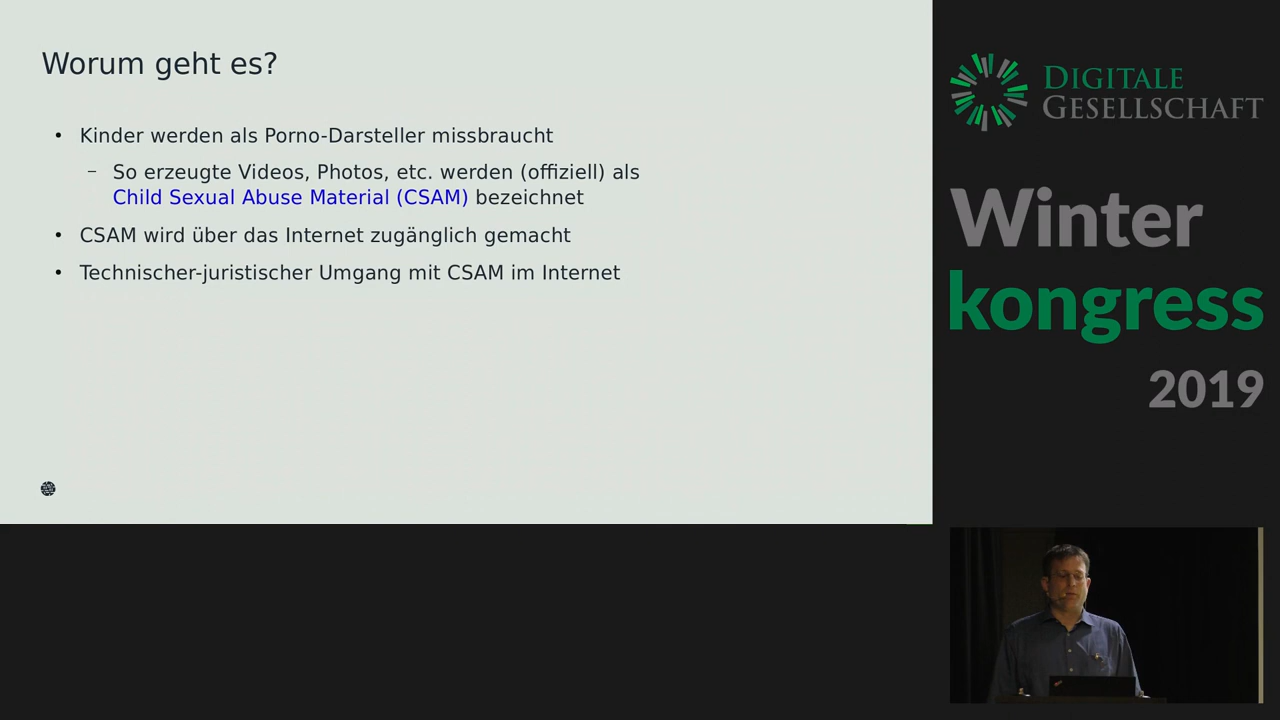 Worum geht es?
• Kinder werden als Porno-Darsteller missbraucht
– So erzeugte Videos, Photos, etc. werden (offiziell) als
Child Sexual Abuse Material (CSAM) bezeichnet
• CSAM wird über das Internet zugänglich gemacht
• Technischer-juristischer Umgang mit CSAM im Internet
DIGITALE
GESELLSCHAFT
Winter
kongress
2019